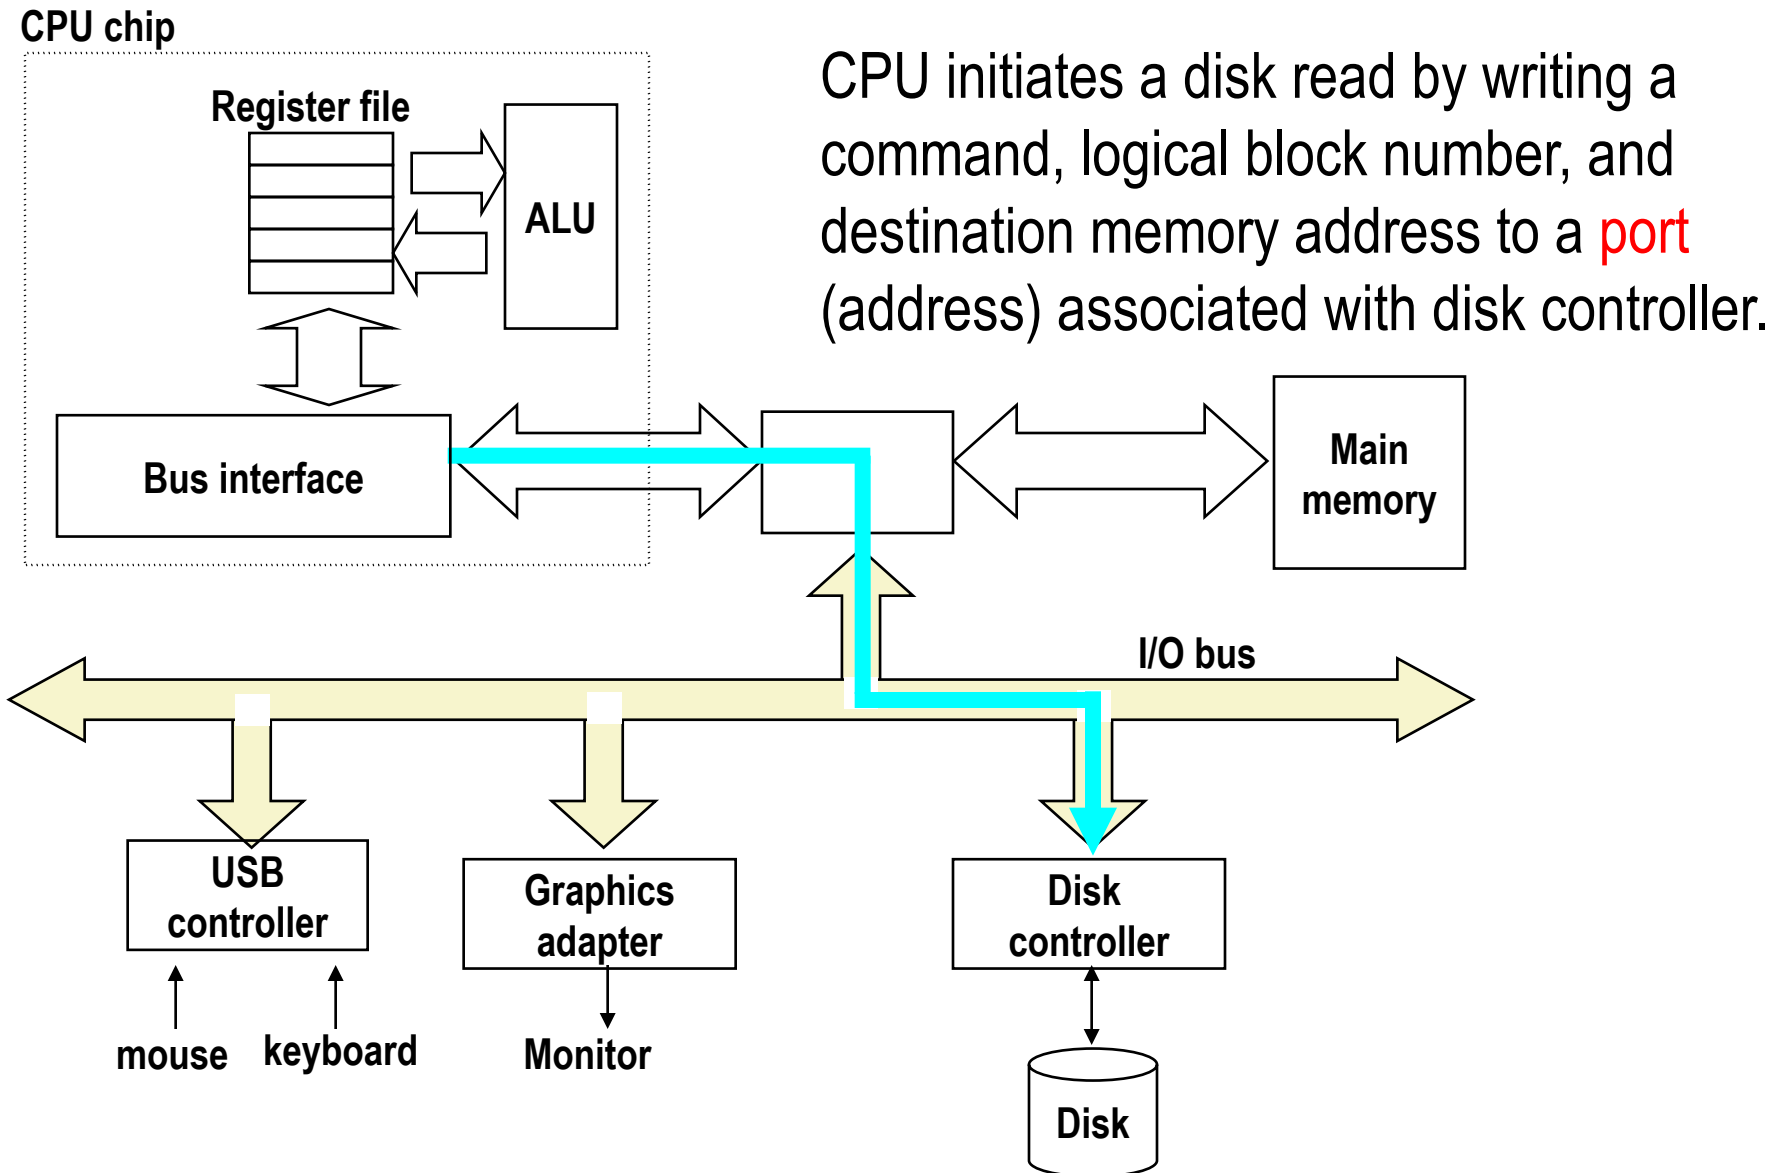 CPU chip
CPU initiates a disk read by writing a
command, logical block number, and
destination memory address to a port
(address) associated with disk controller.
Register file
ALU
Bus interface
Main
memory
I/O bus
USB
controller
Graphics
adapter
Disk
controller
mouse
keyboard
Monitor
Disk